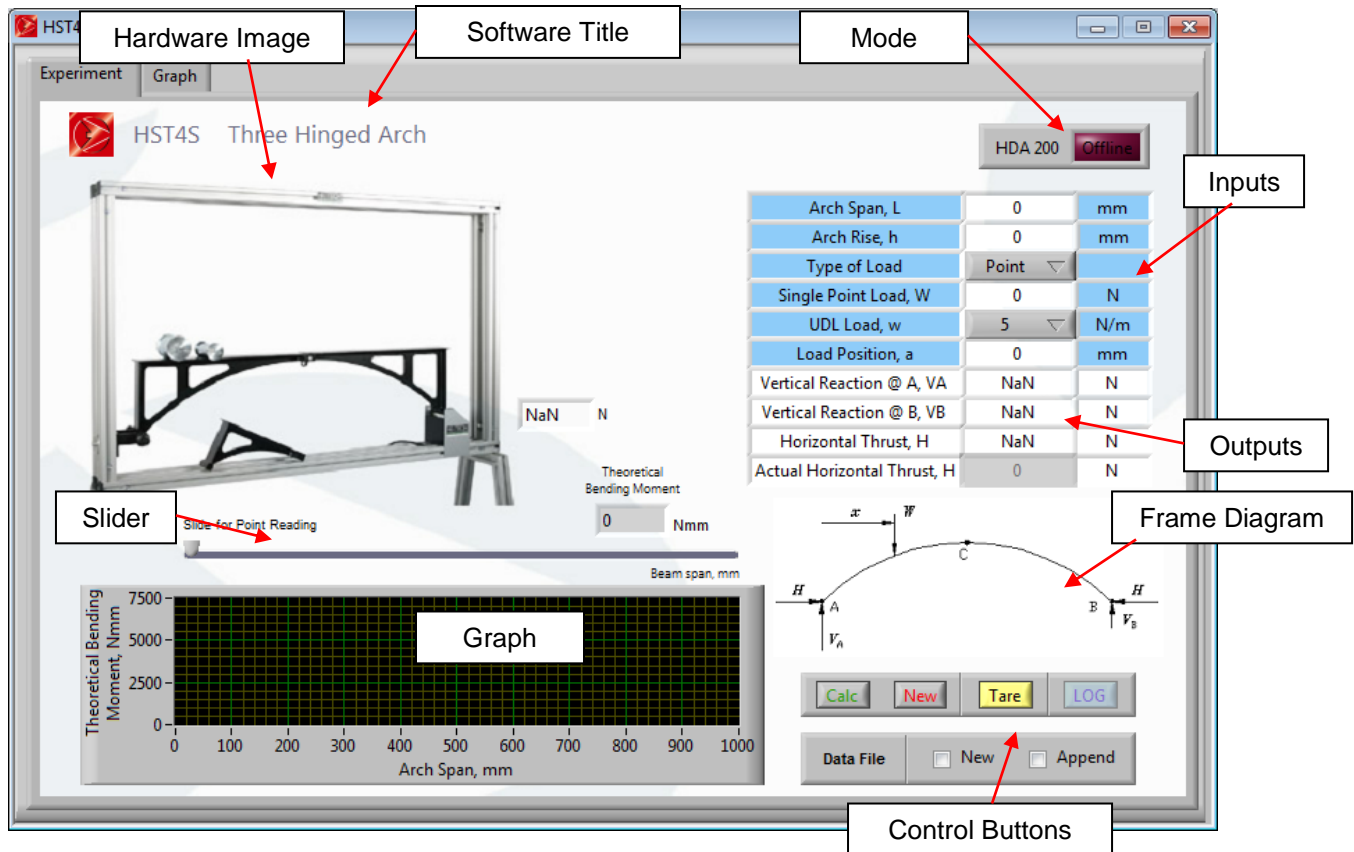 HST4
Hardware Image
Software Title
Mode
Experiment
Graph
HST4S Three Hinged Arch
HDA 200
Offline
Inputs
Arch Span, L 0 mm
Arch Rise, h 0 mm
Type of Load Point
Single Point Load, W 0 N
UDL Load, w 5 N/m
Load Position, a 0 mm
Vertical Reaction @ A, VA NaN N
Vertical Reaction @ B, VB NaN N
Horizontal Thrust, H NaN N
Actual Horizontal Thrust, H 0 N
Outputs
NaN N
Theoretical
Bending Moment
0 Nmm
Slider
Slide for Point Reading
Beam span, mm
Frame Diagram
x W
C
H A B H
VA VB
Theoretical Bending
Moment, Nmm
7500
5000
2500
0
Graph
0 100 200 300 400 500 600 700 800 900 1000
Arch Span, mm
Calc New Tare LOG
Data File New Append
Control Buttons